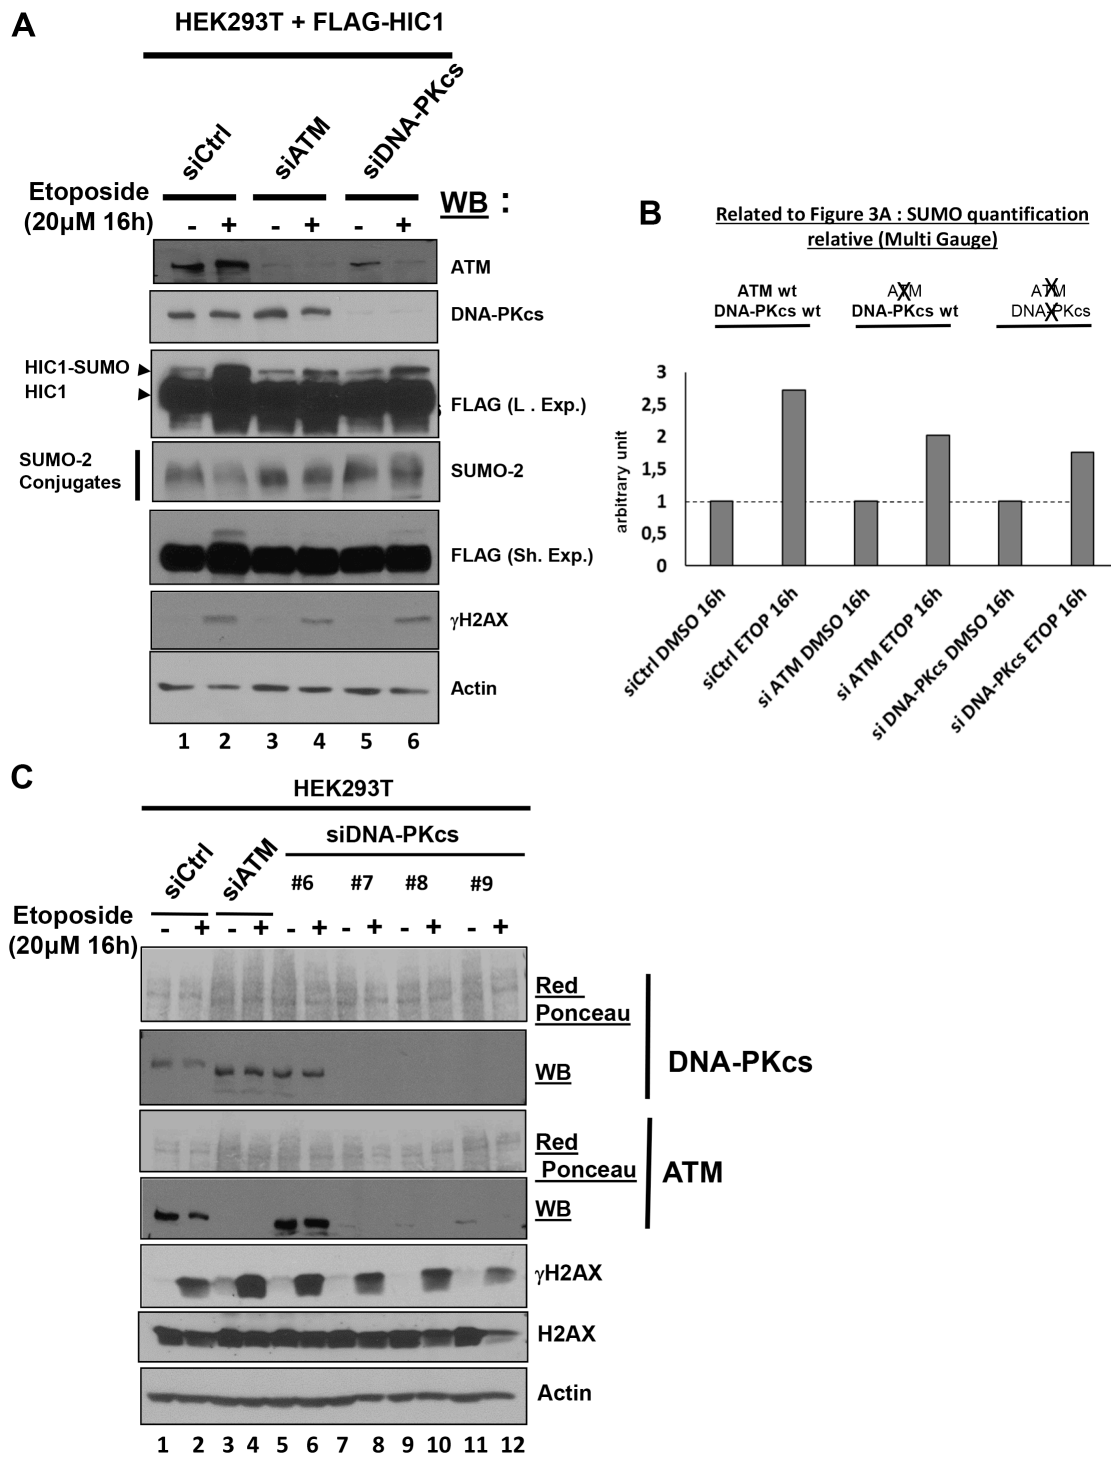 A
HEK293T + FLAG-HIC1
siCtrl
siATM
siDNA-PKcs
Etoposide
(20µM 16h)
- + - + - +
WB :
ATM
DNA-PKcs
HIC1-SUMO
HIC1
FLAG (L . Exp.)
SUMO-2
Conjugates
SUMO-2
FLAG (Sh. Exp.)
γH2AX
Actin
1 2 3 4 5 6
B
Related to Figure 3A : SUMO quantification
relative (Multi Gauge)
ATM wt
DNA-PKcs wt
ATM
DNA-PKcs wt
ATM
DNA-PKcs
arbitrary unit
3
2,5
2
1,5
1
0,5
0
siCtrl DMSO 16h
siCtrl ETOP 16h
si ATM DMSO 16h
si ATM ETOP 16h
si DNA-PKcs DMSO 16h
si DNA-PKcs ETOP 16h
C
HEK293T
siCtrl
siATM
siDNA-PKcs
#6 #7 #8 #9
Etoposide
(20µM 16h)
- + - + - + - + - + - +
Red
Ponceau
WB
DNA-PKcs
Red
Ponceau
WB
ATM
γH2AX
H2AX
Actin
1 2 3 4 5 6 7 8 9 10 11 12